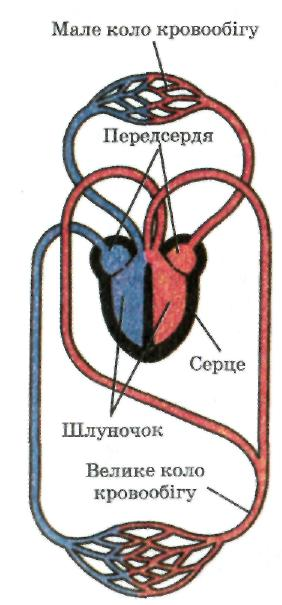 Мале коло кровообігу
Передсердя
Серце
Шлуночок
Велике коло
кровообігу